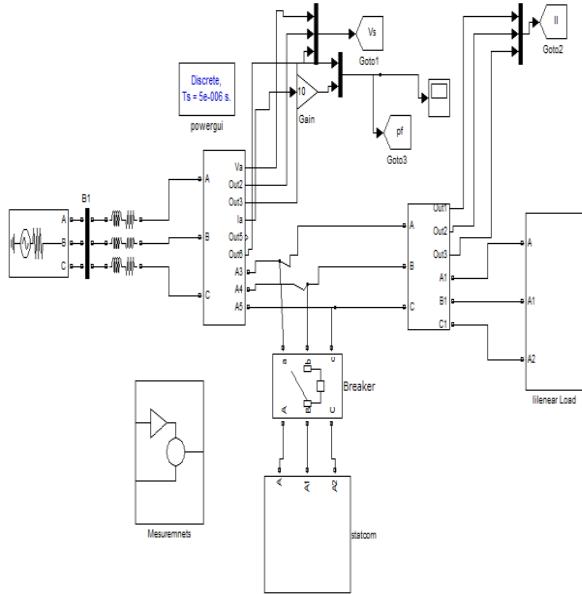 Vs
Goto1
Il
Goto2
Discrete,
Ts = 5e-006 s.
powergui
10
Gain
pf
Goto3
B1
A
B
C
A
B
C
Va
Out2
Out3
Ia
Out5
Out6
A3
A4
A5
A
B
C
Out1
Out2
Out3
A1
B1
C1
A
A1
A2
lilenear Load
a
b
c
A
B
C
Breaker
A
A1
A2
statcom
Mesuremnets